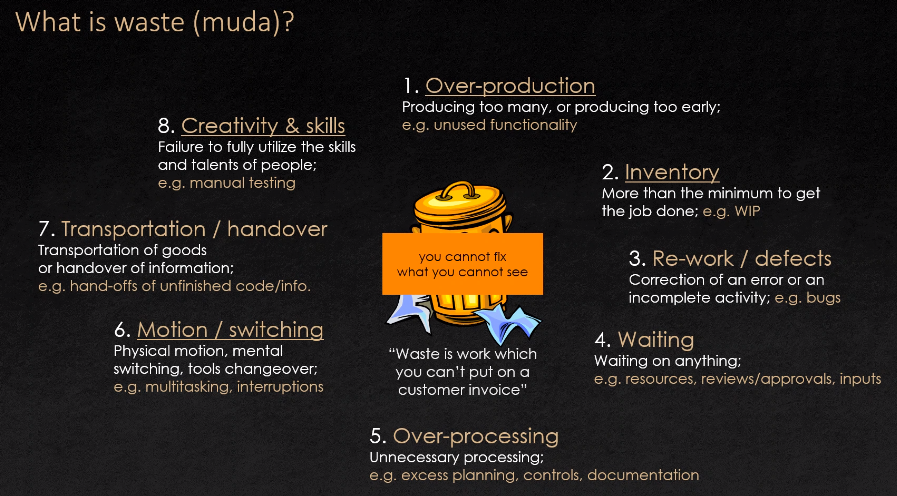 What is waste (muda)?
1. Over-production
Producing too many, or producing too early;
e.g. unused functionality
2. Inventory
More than the minimum to get
the job done; e.g. WIP
3. Re-work / defects
Correction of an error or an
incomplete activity; e.g. bugs
4. Waiting
Waiting on anything;
e.g. resources, reviews/approvals, inputs
5. Over-processing
Unnecessary processing;
e.g. excess planning, controls, documentation
6. Motion / switching
Physical motion, mental
switching, tools changeover;
e.g. multitasking, interruptions
7. Transportation / handover
Transportation of goods
or handover of information;
e.g. hand-offs of unfinished code/info.
8. Creativity & skills
Failure to fully utilize the skills
and talents of people;
e.g. manual testing
you cannot fix
what you cannot see
“Waste is work which
you can’t put on a
customer invoice”